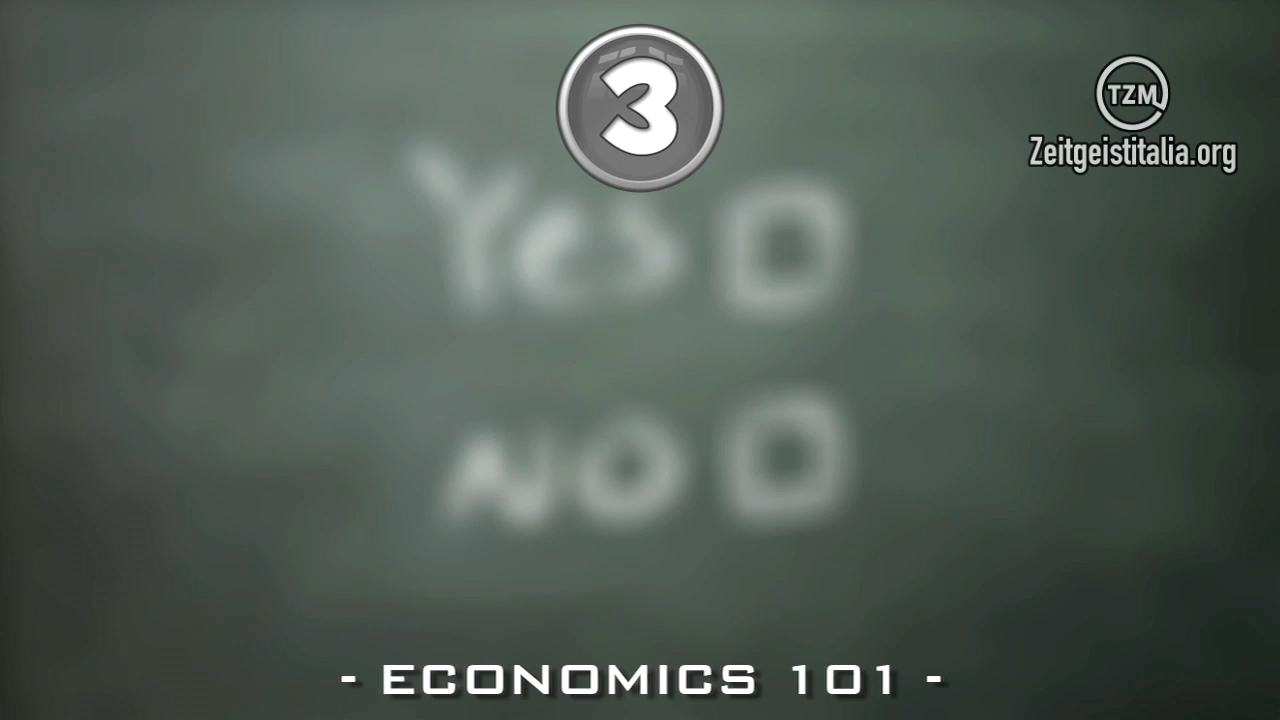 3
TZM
Zeitgeistitalia.org
Yes
NO
- ECONOMICS 101 -